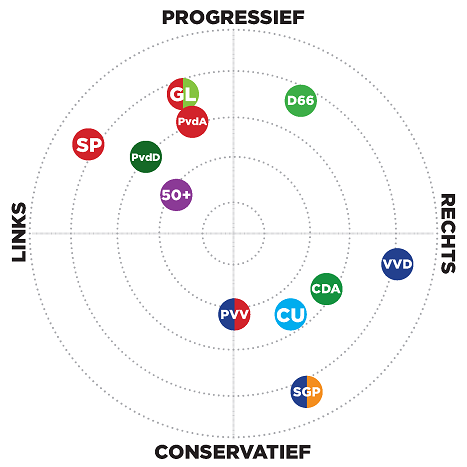 PROGRESSIEF
GL
D66
PvdA
SP
PvdD
50+
LINKS
RECHTS
VVD
CDA
PVV
CU
SGP
CONSERVATIEF